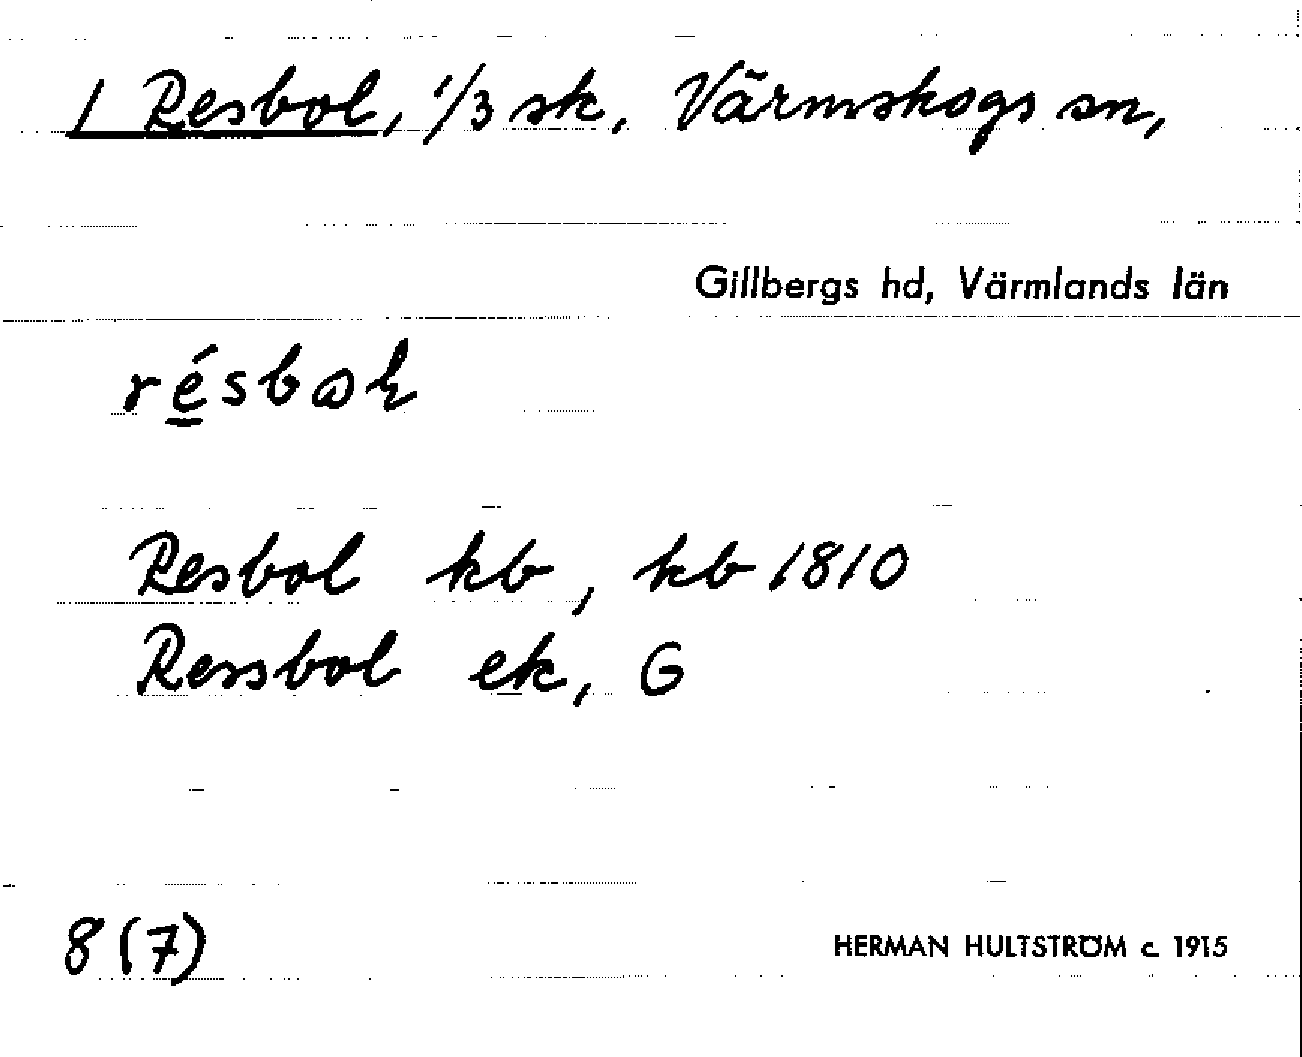 1 Resbol, 1/3 sk, Värmskogs sn,
Gillbergs hd, Värmlands län
Resbol kb, kb 1810
Ressbol ek, G
8 (7)
HERMAN HULTSTRÖM c. 1915